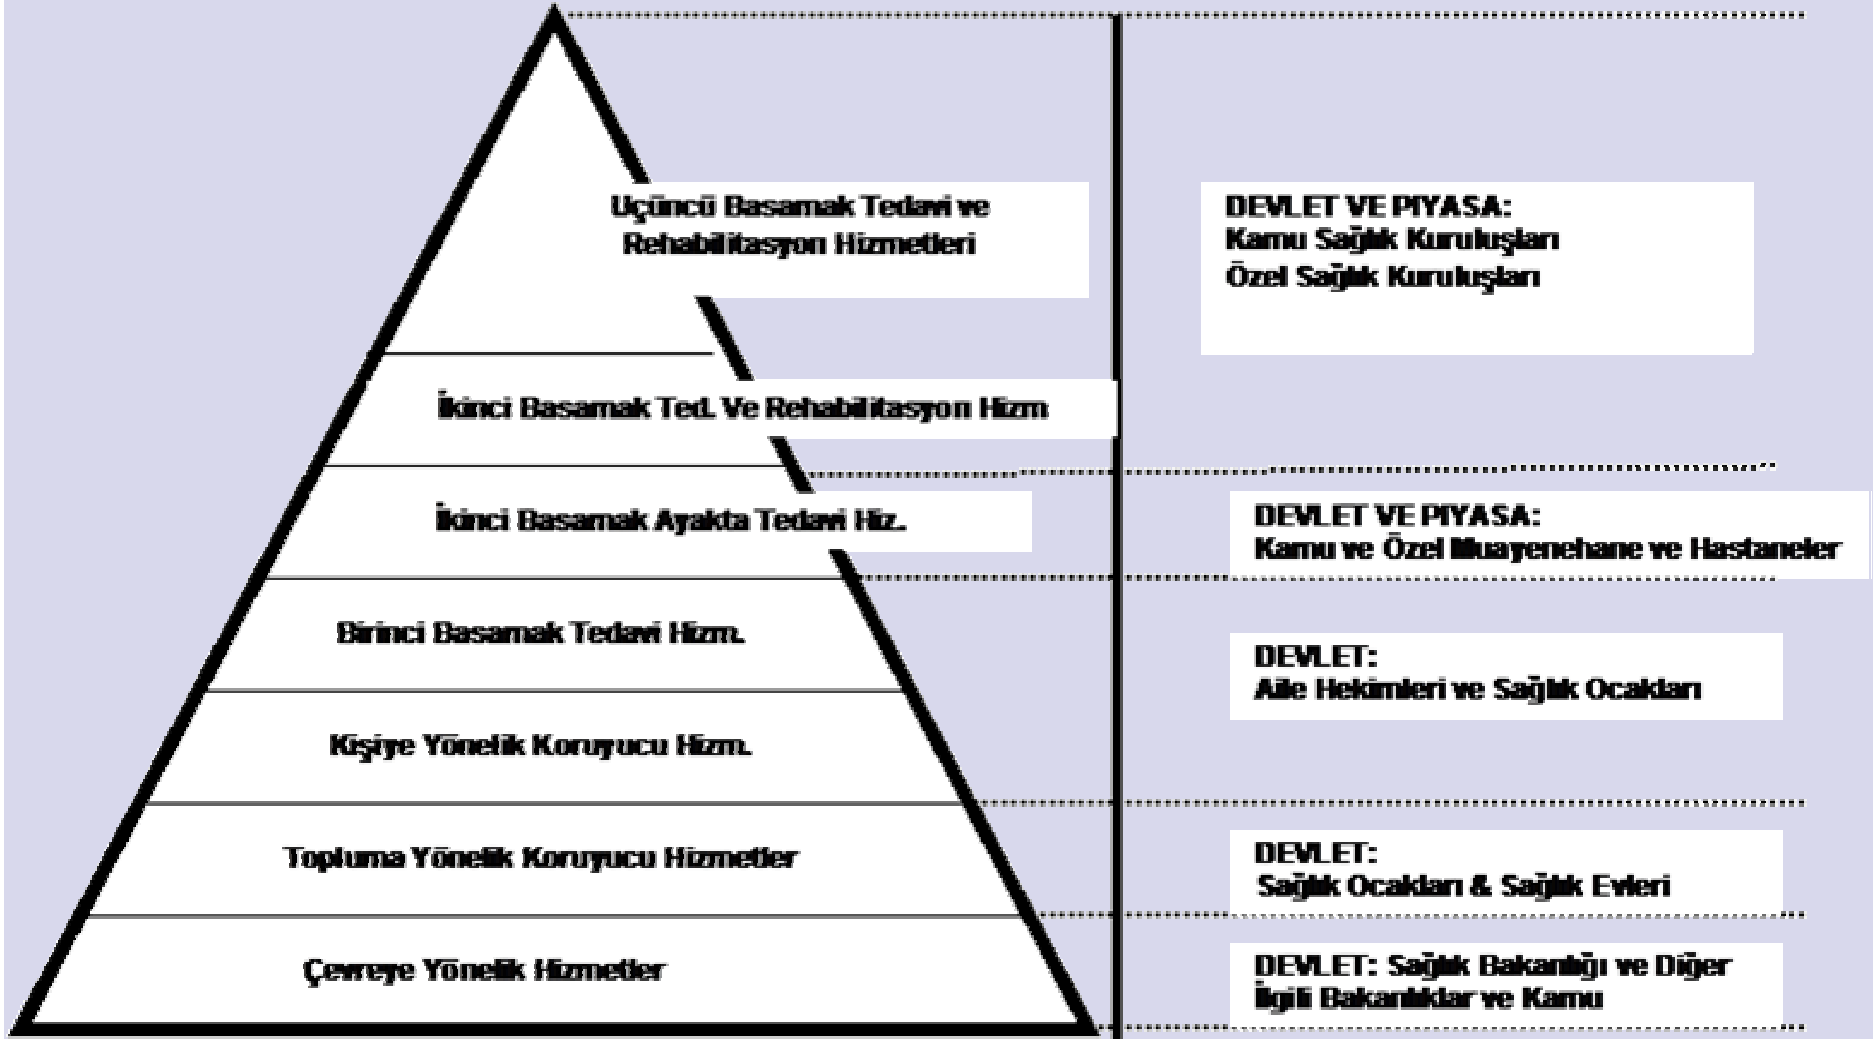 Üçüncü Basamak Tedavi ve
Rehabilitasyon Hizmetleri
DEVLET VE PIYASA:
Kamu Sağlık Kuruluşları
Özel Sağlık Kuruluşları
İkinci Basamak Ted. Ve Rehabilitasyon Hizm
İkinci Basamak Ayakta Tedavi Hiz.
DEVLET VE PIYASA:
Kamu ve Özel Muayenehane ve Hastaneler
Birinci Basamak Tedavi Hizm.
DEVLET:
Aile Hekimleri ve Sağlık Ocakları
Kişiye Yönelik Koruyucu Hizm.
Topluma Yönelik Koruyucu Hizmetler
DEVLET:
Sağlık Ocakları & Sağlık Evleri
Çevreye Yönelik Hizmetler
DEVLET: Sağlık Bakanlığı ve Diğer
İlgili Bakanlıklar ve Kamu